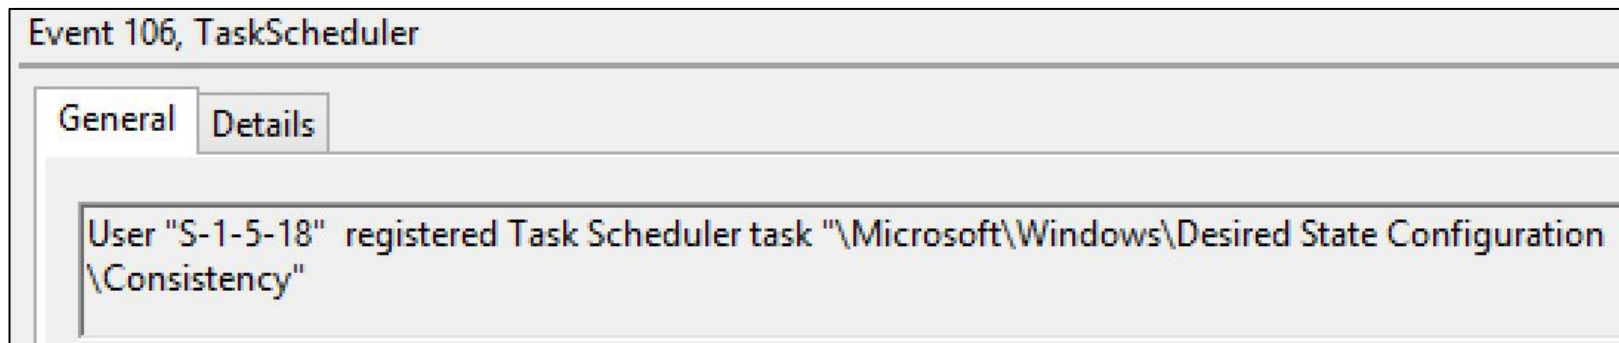 Event 106, TaskScheduler
General Details
User "S-1-5-18"  registered Task Scheduler task "\Microsoft\Windows\Desired State Configuration
\Consistency"